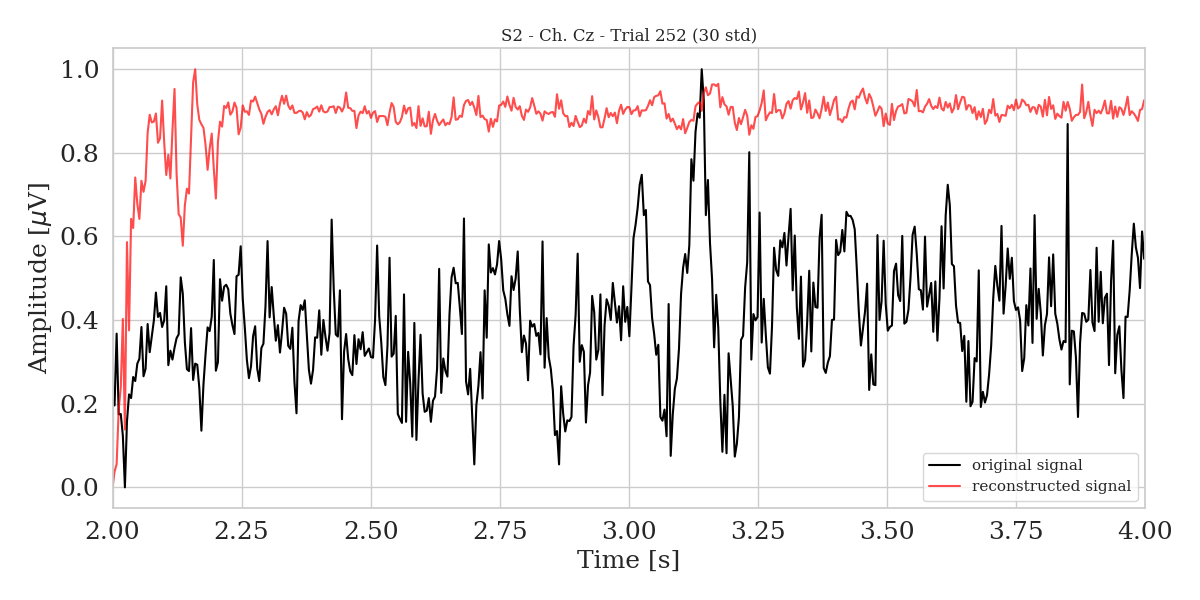 S2 - Ch. Cz - Trial 252 (30 std)
Amplitude [μV]
1.0
0.8
0.6
0.4
0.2
0.0
original signal
reconstructed signal
2.00 2.25 2.50 2.75 3.00 3.25 3.50 3.75 4.00
Time [s]